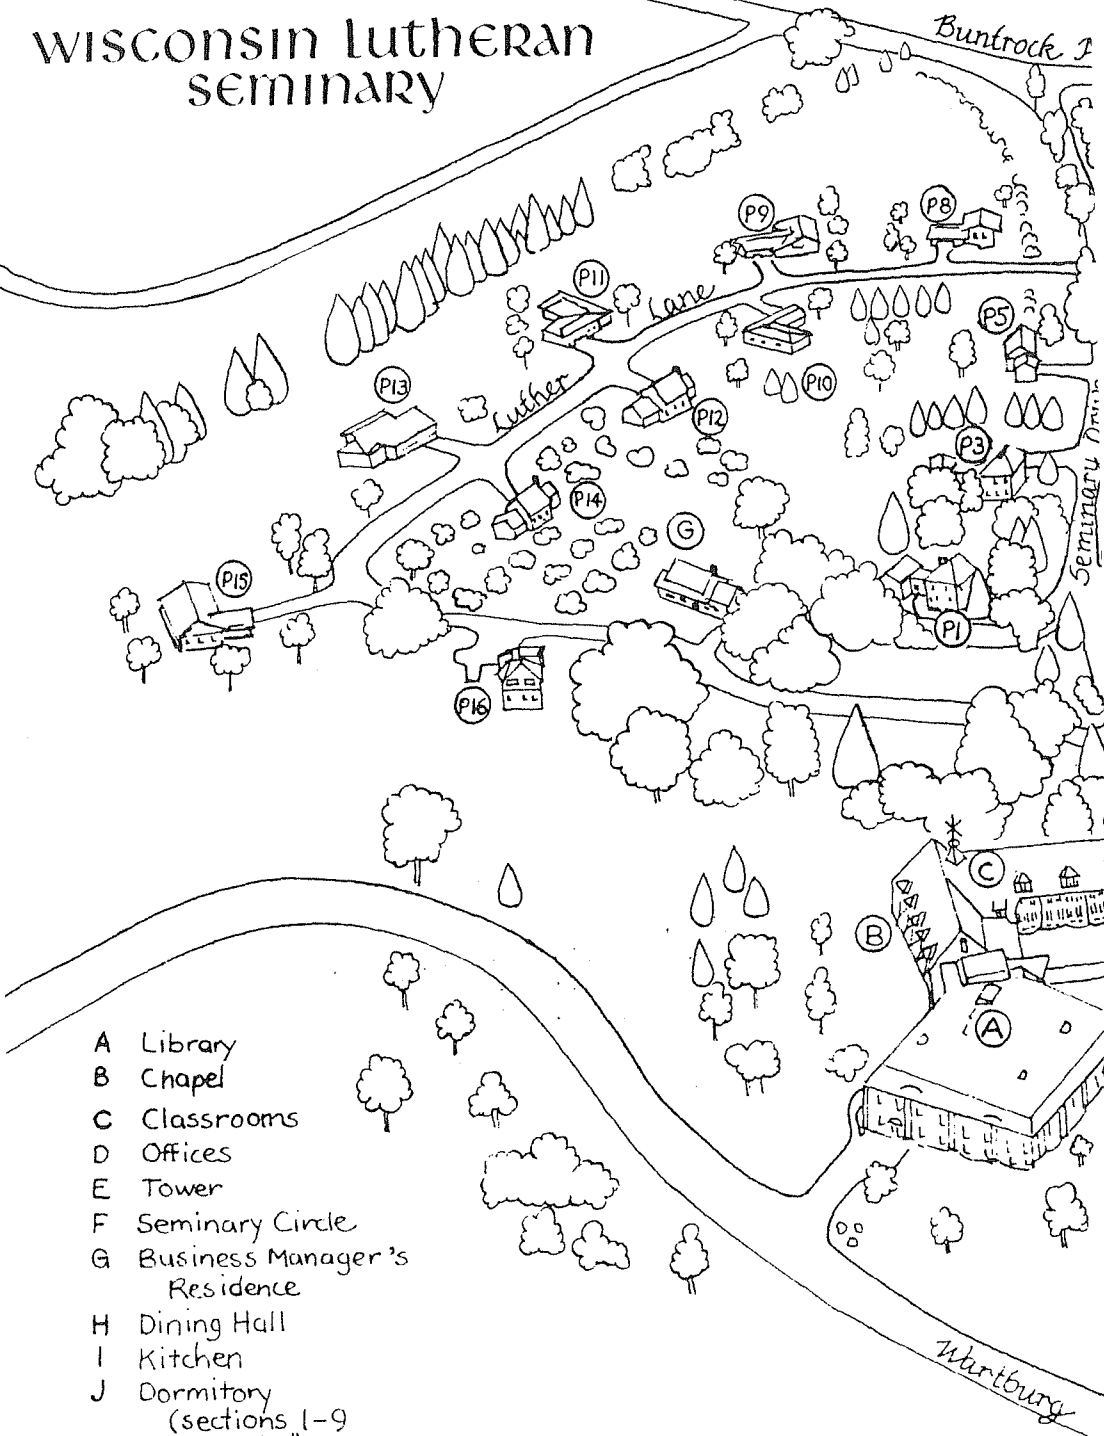 WISCONSIN LUTHERAN
SEMINARY
Buntrock
P9
P8
P11
Lane
P5
P13
Luther
P10
P12
P3
P14
G
Seminary
P15
P1
P16
C
B
A
A Library
B Chapel
C Classrooms
D Offices
E Tower
F Seminary Circle
G Business Manager's
Residence
H Dining Hall
I Kitchen
J Dormitory
(sections 1-9
Wartburg